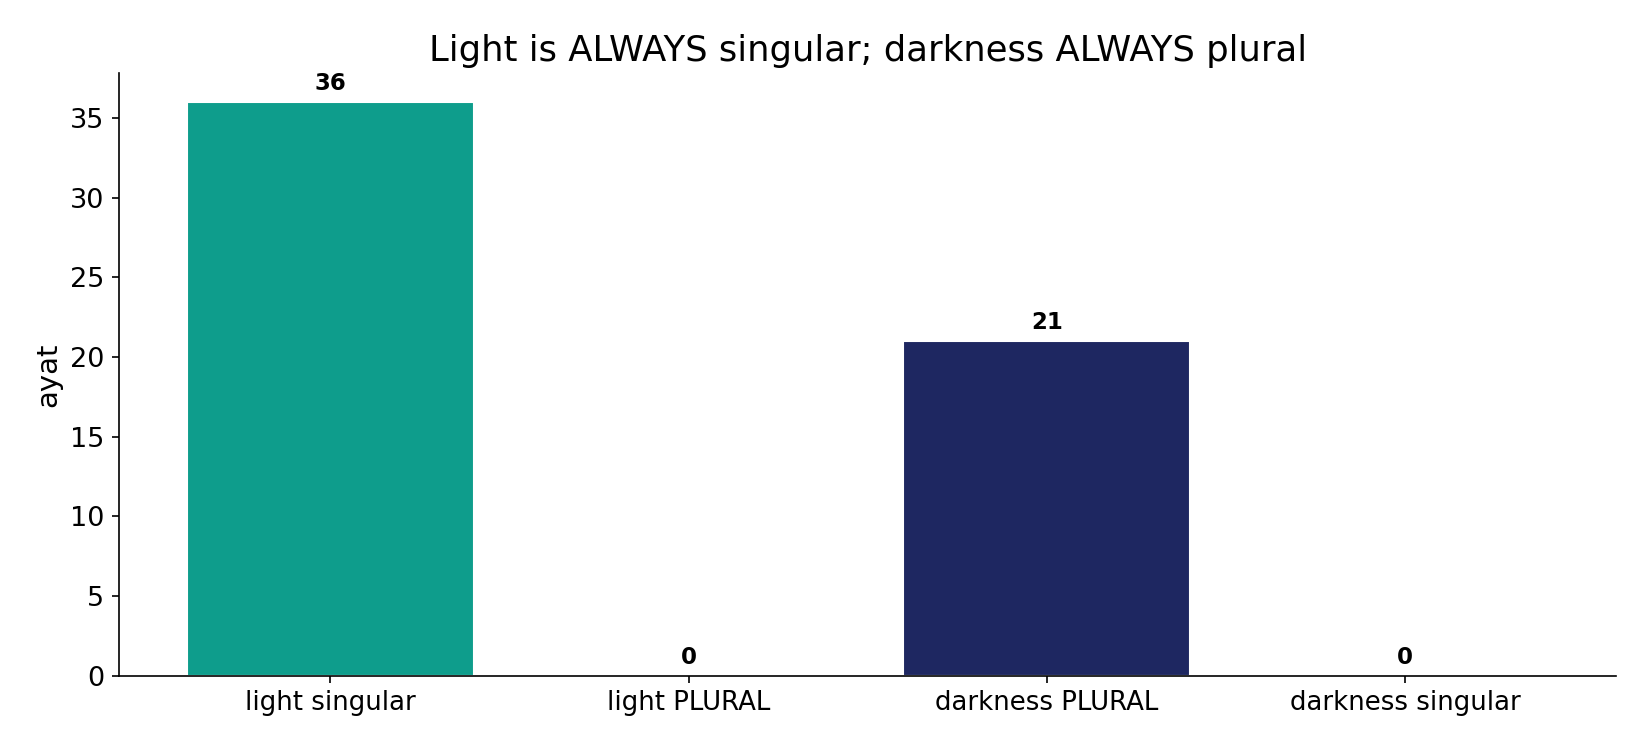 Light is ALWAYS singular; darkness ALWAYS plural
36
35
30
25
21
20
15
10
5
0
0
0
ayat
light singular
light PLURAL
darkness PLURAL
darkness singular